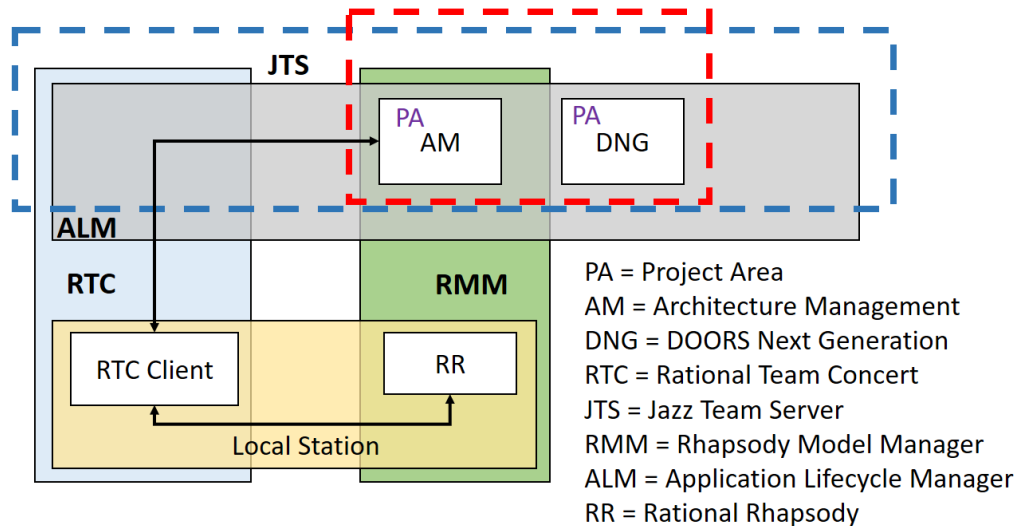 JTS
PA
AM
PA
DNG
ALM
RTC
RMM
RTC Client
RR
Local Station
PA = Project Area
AM = Architecture Management
DNG = DOORS Next Generation
RTC = Rational Team Concert
JTS = Jazz Team Server
RMM = Rhapsody Model Manager
ALM = Application Lifecycle Manager
RR = Rational Rhapsody